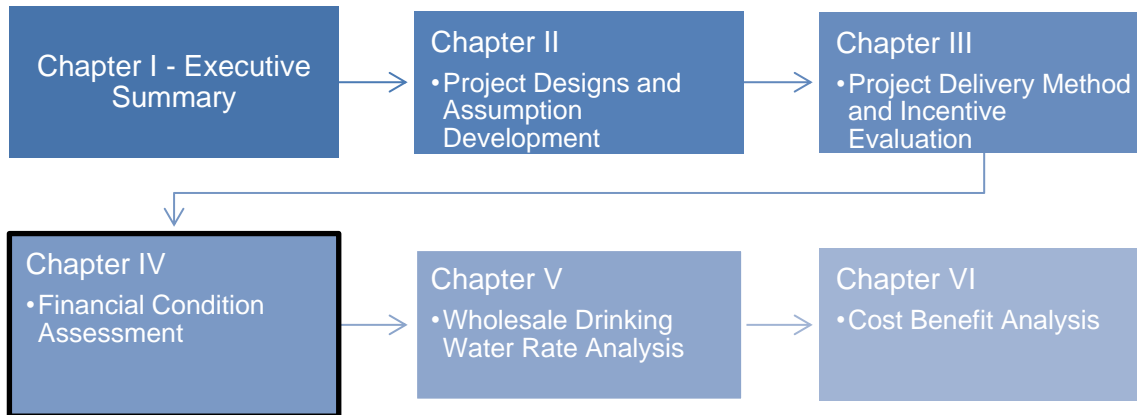 Chapter I - Executive
Summary
Chapter II
•Project Designs and
Assumption
Development
Chapter III
•Project Delivery Method
and Incentive
Evaluation
Chapter IV
•Financial Condition
Assessment
Chapter V
•Wholesale Drinking
Water Rate Analysis
Chapter VI
•Cost Benefit Analysis